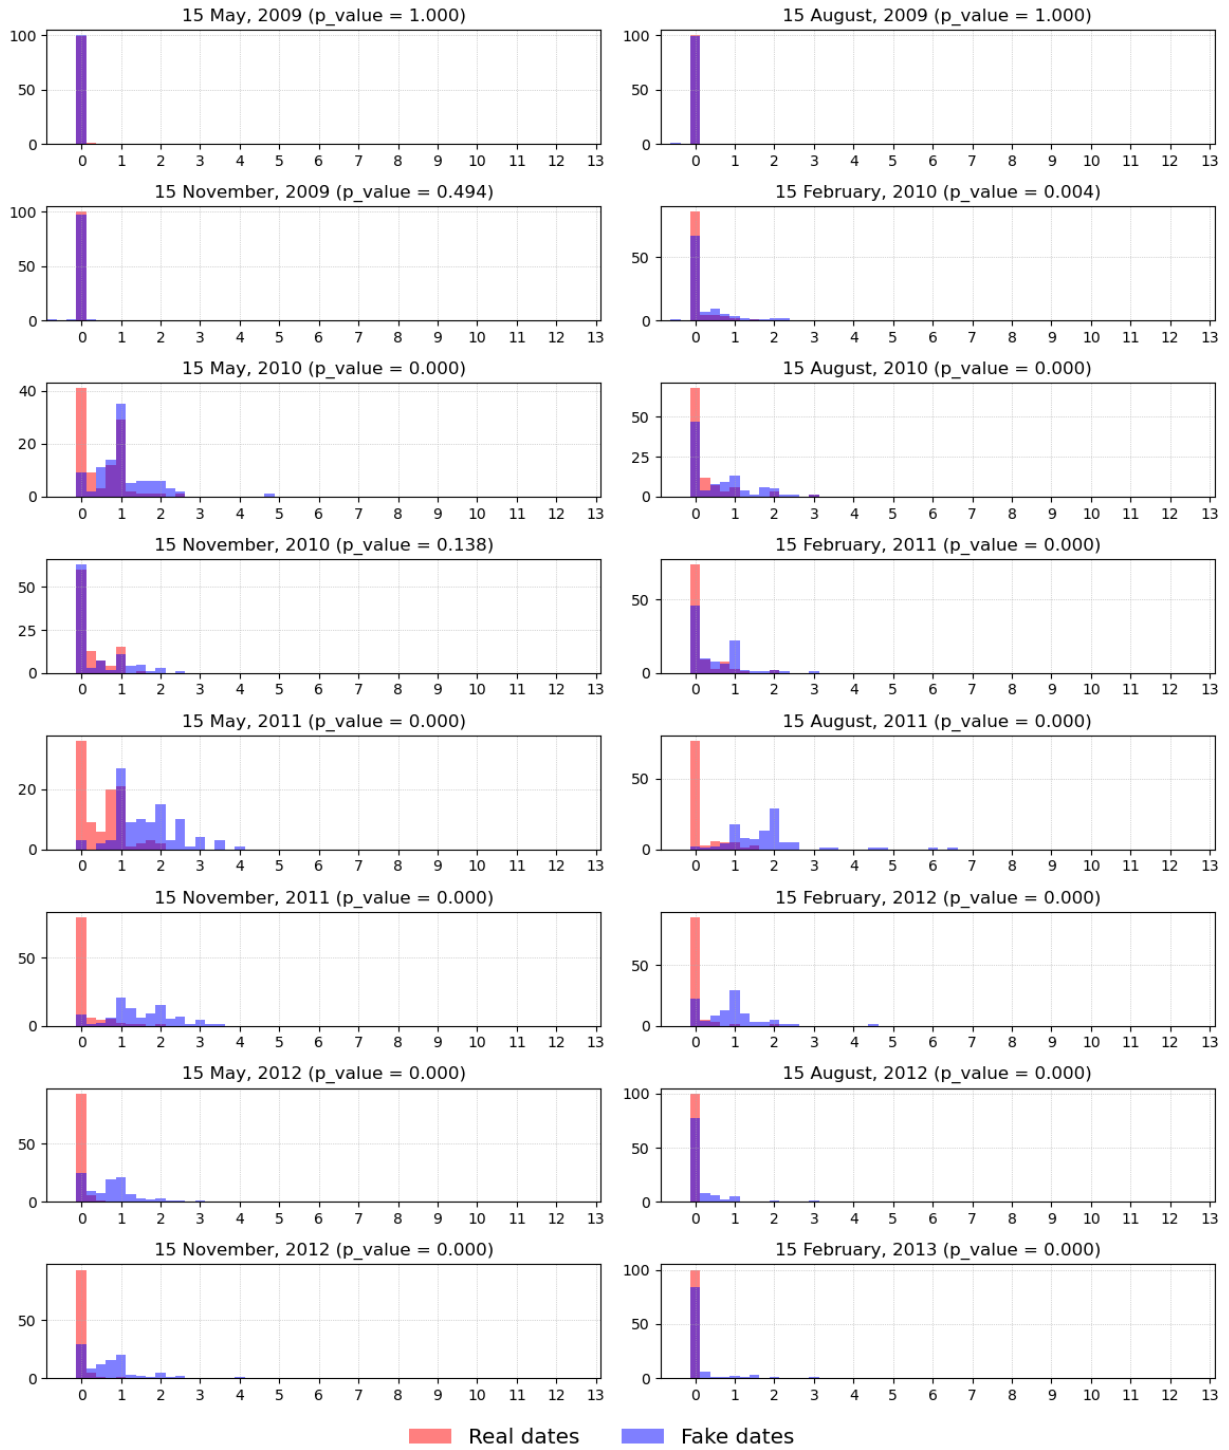 15 May, 2009 (p_value = 1.000)
100
50
0
0 1 2 3 4 5 6 7 8 9 10 11 12 13
15 August, 2009 (p_value = 1.000)
100
50
0
0 1 2 3 4 5 6 7 8 9 10 11 12 13
15 November, 2009 (p_value = 0.494)
100
50
0
0 1 2 3 4 5 6 7 8 9 10 11 12 13
15 February, 2010 (p_value = 0.004)
50
0
0 1 2 3 4 5 6 7 8 9 10 11 12 13
15 May, 2010 (p_value = 0.000)
40
20
0
0 1 2 3 4 5 6 7 8 9 10 11 12 13
15 August, 2010 (p_value = 0.000)
50
25
0
0 1 2 3 4 5 6 7 8 9 10 11 12 13
15 November, 2010 (p_value = 0.138)
50
25
0
0 1 2 3 4 5 6 7 8 9 10 11 12 13
15 February, 2011 (p_value = 0.000)
50
0
0 1 2 3 4 5 6 7 8 9 10 11 12 13
15 May, 2011 (p_value = 0.000)
20
0
0 1 2 3 4 5 6 7 8 9 10 11 12 13
15 August, 2011 (p_value = 0.000)
50
0
0 1 2 3 4 5 6 7 8 9 10 11 12 13
15 November, 2011 (p_value = 0.000)
50
0
0 1 2 3 4 5 6 7 8 9 10 11 12 13
15 February, 2012 (p_value = 0.000)
50
0
0 1 2 3 4 5 6 7 8 9 10 11 12 13
15 May, 2012 (p_value = 0.000)
50
0
0 1 2 3 4 5 6 7 8 9 10 11 12 13
15 August, 2012 (p_value = 0.000)
100
50
0
0 1 2 3 4 5 6 7 8 9 10 11 12 13
15 November, 2012 (p_value = 0.000)
50
0
0 1 2 3 4 5 6 7 8 9 10 11 12 13
15 February, 2013 (p_value = 0.000)
100
50
0
0 1 2 3 4 5 6 7 8 9 10 11 12 13
Real dates Fake dates